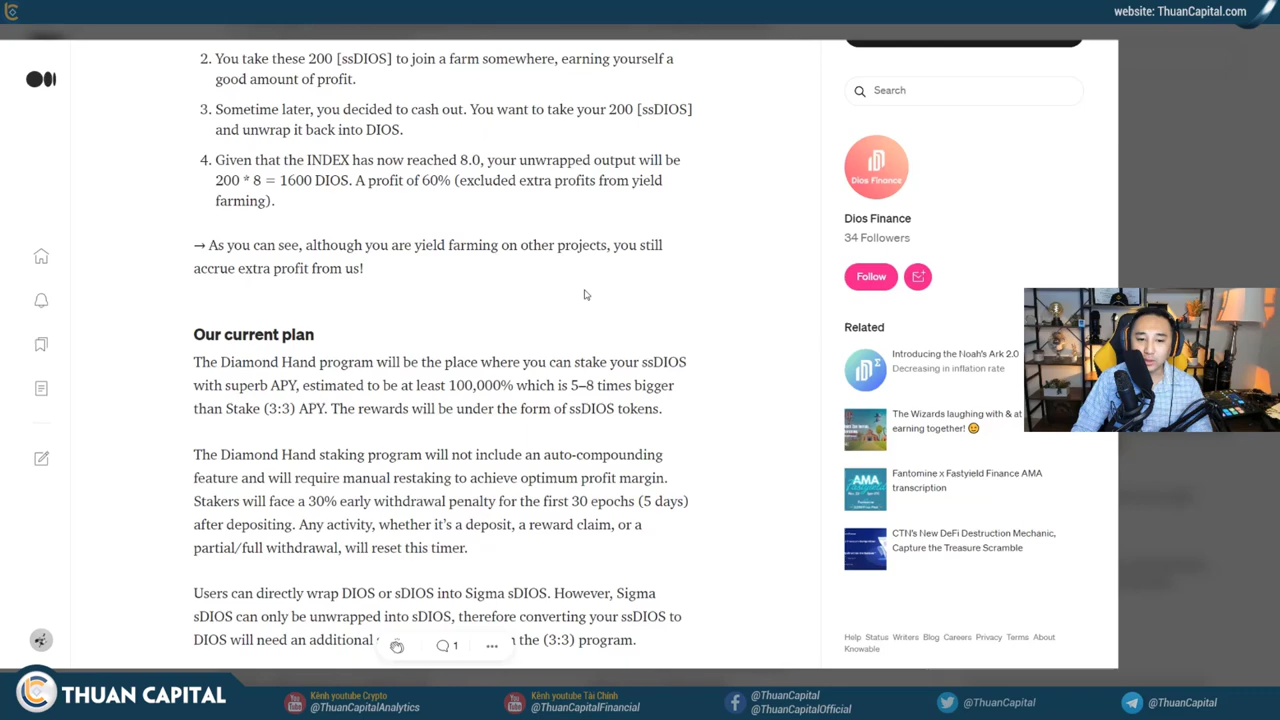 website: ThuanCapital.com
2. You take these 200 [ssDIOS] to join a farm somewhere, earning yourself a
good amount of profit.
3. Sometime later, you decided to cash out. You want to take your 200 [ssDIOS]
and unwrap it back into DIOS.
4. Given that the INDEX has now reached 8.0, your unwrapped output will be
200 * 8 = 1600 DIOS. A profit of 60% (excluded extra profits from yield
farming).
→ As you can see, although you are yield farming on other projects, you still
accrue extra profit from us!
Our current plan
The Diamond Hand program will be the place where you can stake your ssDIOS
with superb APY, estimated to be at least 100,000% which is 5–8 times bigger
than Stake (3:3) APY. The rewards will be under the form of ssDIOS tokens.
The Diamond Hand staking program will not include an auto-compounding
feature and will require manual restaking to achieve optimum profit margin.
Stakers will face a 30% early withdrawal penalty for the first 30 epochs (5 days)
after depositing. Any activity, whether it's a deposit, a reward claim, or a
partial/full withdrawal, will reset this timer.
Users can directly wrap DIOS or sDIOS into Sigma sDIOS. However, Sigma
sDIOS can only be unwrapped into sDIOS, therefore converting your ssDIOS to
DIOS will need an additional the (3:3) program.
1
Search
Dios Finance
Dios Finance
34 Followers
Follow
Related
Introducing the Noah's Ark 2.0
Decreasing in inflation rate
The Wizards laughing with & at
earning together! 😐
Fantomine x Fastyield Finance AMA
transcription
AMA
CTN's New DeFi Destruction Mechanic,
Capture the Treasure Scramble
Help Status Writers Blog Careers Privacy Terms About
Knowable
THUAN CAPITAL
Kênh youtube Crypto
@ThuanCapitalAnalytics
Kênh youtube Tài Chính
@ThuanCapitalFinancial
@ThuanCapital
@ThuanCapitalOfficial
@ThuanCapital
@ThuanCapital